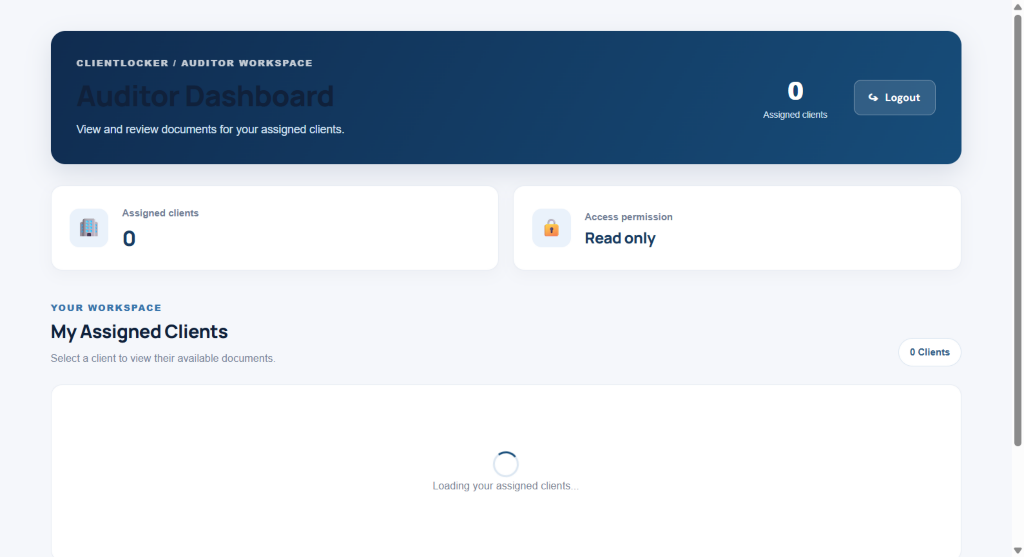 CLIENTLOCKER / AUDITOR WORKSPACE
Auditor Dashboard
View and review documents for your assigned clients.
0
Assigned clients
Logout
Assigned clients
0
Access permission
Read only
YOUR WORKSPACE
My Assigned Clients
Select a client to view their available documents.
0 Clients
Loading your assigned clients...